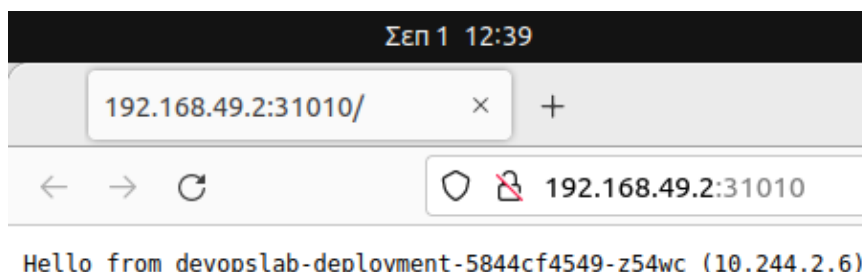 Σεπ 1 12:39
192.168.49.2:31010/
192.168.49.2:31010
Hello from devopslab-deployment-5844cf4549-z54wc (10.244.2.6)